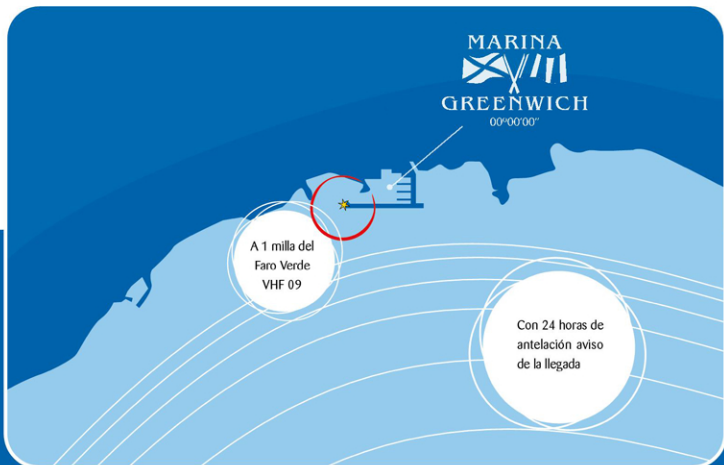 MARINA
GREENWICH
00º00'00"
A 1 milla del
Faro Verde
VHF 09
Con 24 horas de
antelación aviso
de la llegada